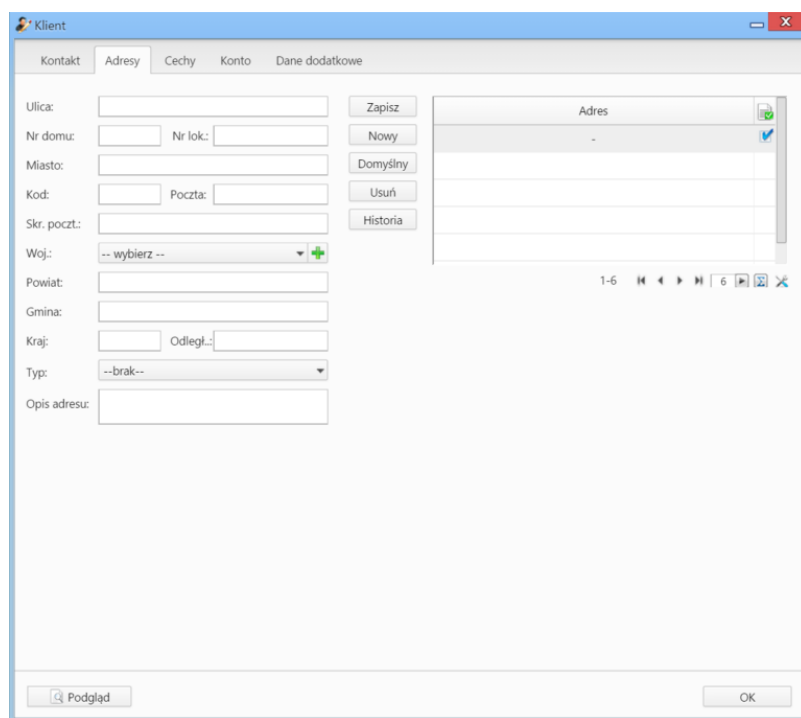 Klient
Kontakt Adresy Cechy Konto Dane dodatkowe
Ulica: Zapisz Adres
Nr domu: Nr lok.: Nowy -
Miasto: Domyślny
Kod: Poczta: Usuń
Skr. poczt.: Historia
Woj.: -- wybierz --
Powiat: 1-6 6
Gmina:
Kraj: Odległ..:
Typ: --brak--
Opis adresu:
Podgląd OK